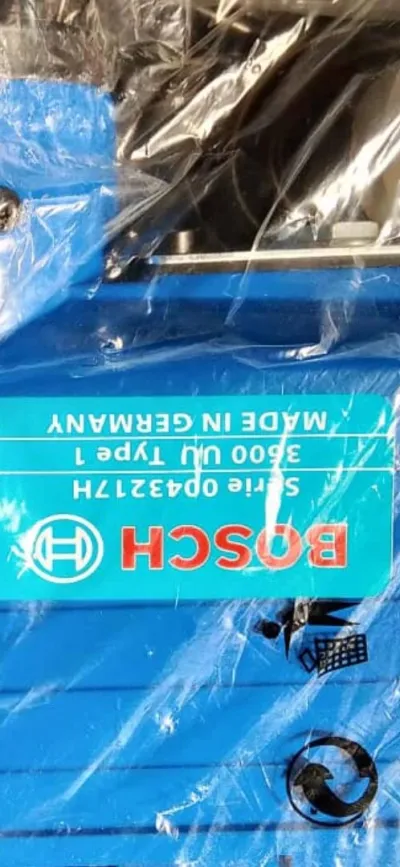 BOSCH
Serie 0043217H
3600 UU Type 1
MADE IN GERMANY